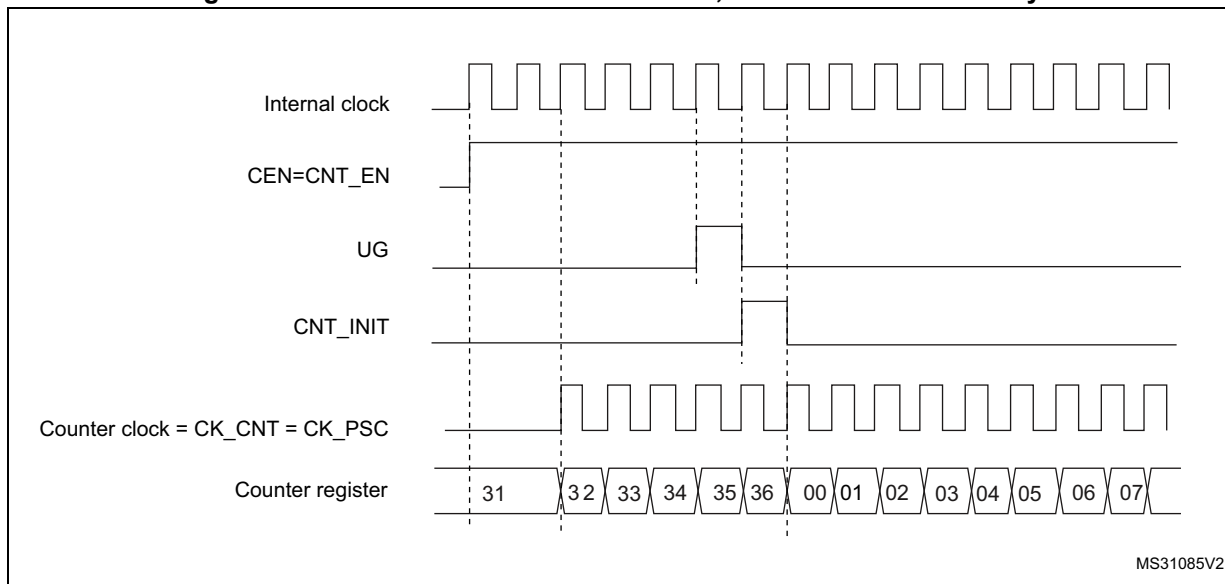 Internal clock
CEN=CNT_EN
UG
CNT_INIT
Counter clock = CK_CNT = CK_PSC
Counter register 31 32 33 34 35 36 00 01 02 03 04 05 06 07
MS31085V2